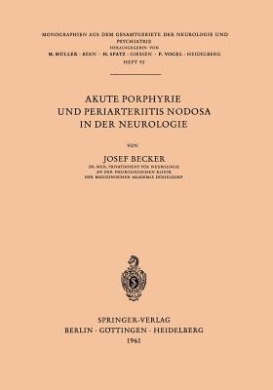 MONOGRAPHIEN AUS DEM GESAMTGEBIETE DER NEUROLOGIE UND
PSYCHIATRIE
HERAUSGEGEBEN VON
M. MÜLLER - BERN · H. SPATZ - GIESSEN · P. VOGEL - HEIDELBERG
HEFT 92
AKUTE PORPHYRIE
UND PERIARTERIITIS NODOSA
IN DER NEUROLOGIE
VON
JOSEF BECKER
DR. MED. PRIVATDOZENT FÜR NEUROLOGIE
AN DER NEUROLOGISCHEN KLINIK
DER MEDIZINISCHEN AKADEMIE DÜSSELDORF
SPRINGER-VERLAG
BERLIN · GÖTTINGEN · HEIDELBERG
1961